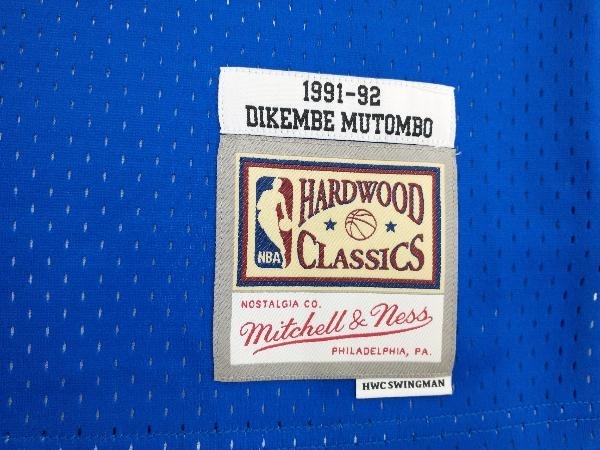 1991-92
DIKEMBE MUTOMBO
NBA
HARDWOOD
CLASSICS
NOSTALGIA CO.
Mitchell & Ness
PHILADELPHIA, PA.
HWC SWINGMAN